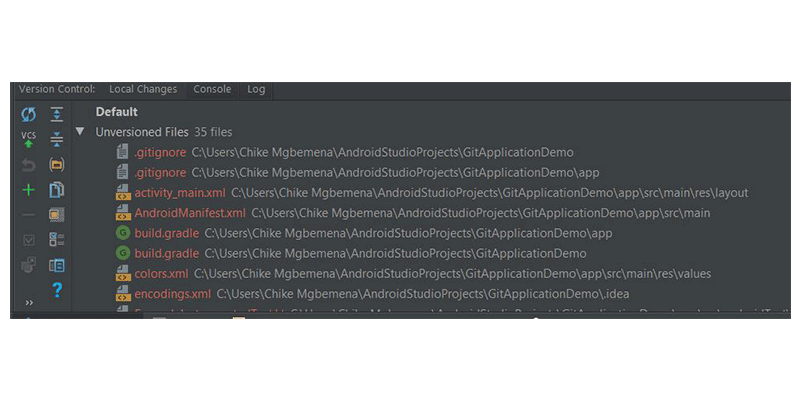 Version Control: Local Changes Console Log
Default
VCS
Unversioned Files 35 files
.gitignore C:\Users\Chike Mgbemena\AndroidStudioProjects\GitApplicationDemo
.gitignore C:\Users\Chike Mgbemena\AndroidStudioProjects\GitApplicationDemo\app
activity_main.xml C:\Users\Chike Mgbemena\AndroidStudioProjects\GitApplicationDemo\app\src\main\res\layout
AndroidManifest.xml C:\Users\Chike Mgbemena\AndroidStudioProjects\GitApplicationDemo\app\src\main
build.gradle C:\Users\Chike Mgbemena\AndroidStudioProjects\GitApplicationDemo\app
build.gradle C:\Users\Chike Mgbemena\AndroidStudioProjects\GitApplicationDemo
colors.xml C:\Users\Chike Mgbemena\AndroidStudioProjects\GitApplicationDemo\app\src\main\res\values
encodings.xml C:\Users\Chike Mgbemena\AndroidStudioProjects\GitApplicationDemo\.idea